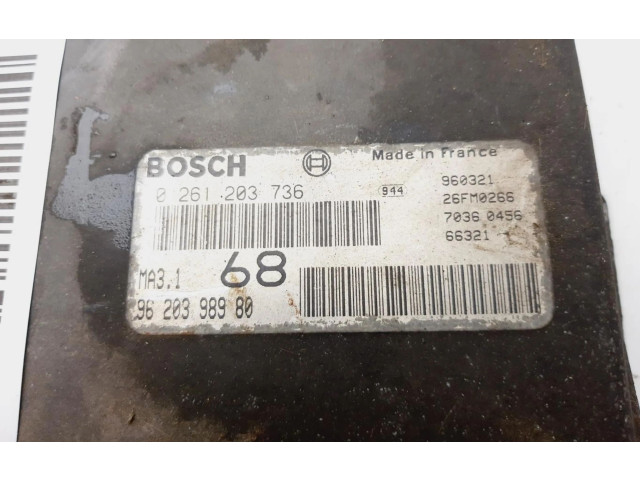 BOSCH
Made in France
0 261 203 736
944
960321
26FM0266
7036 0456
66321
MA3.1
68
96 203 989 80